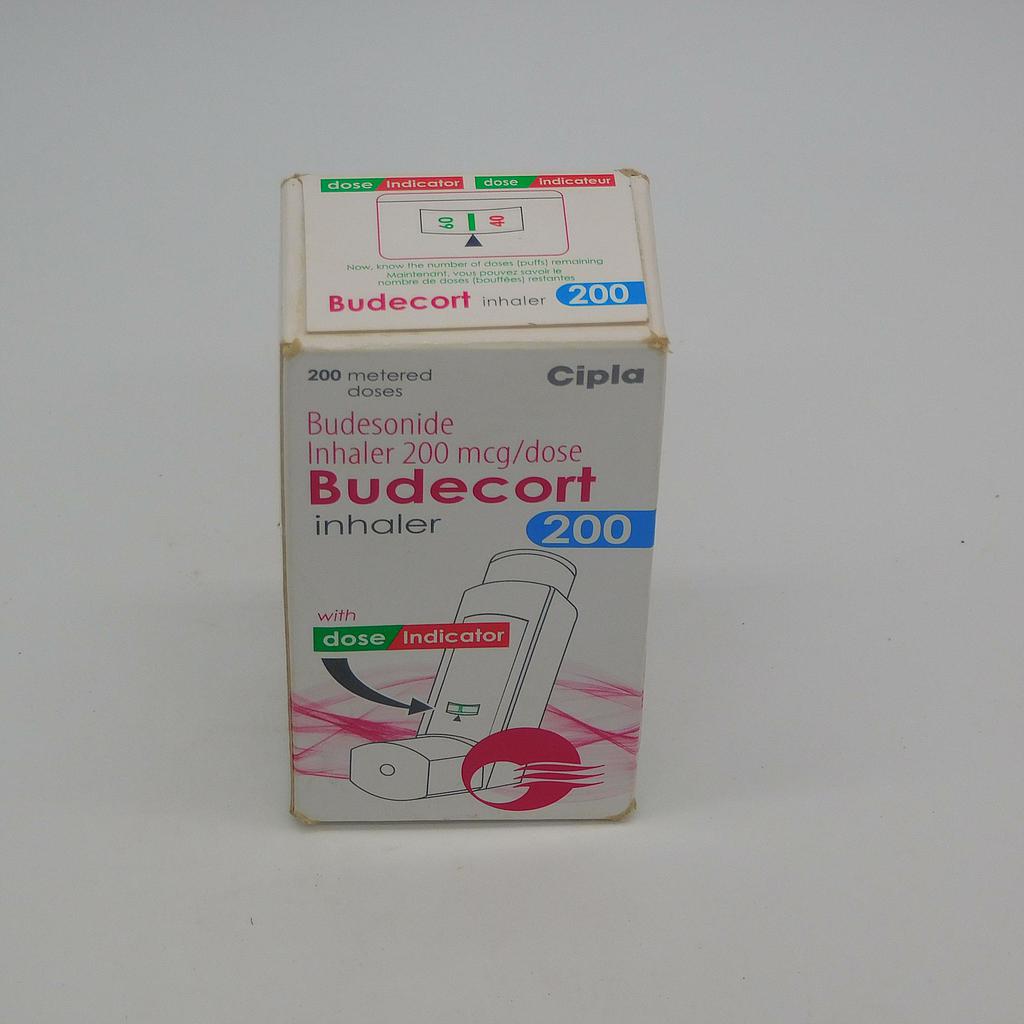 dose Indicator dose indicateur
60 40
Now, know the number of doses (puffs) remaining
Maintenant, vous pouvez savoir le
nombre de doses (bouffées) restantes
Budecort inhaler 200
200 metered doses
Cipla
Budesonide
Inhaler 200 mcg/dose
Budecort
inhaler
200
with
dose Indicator